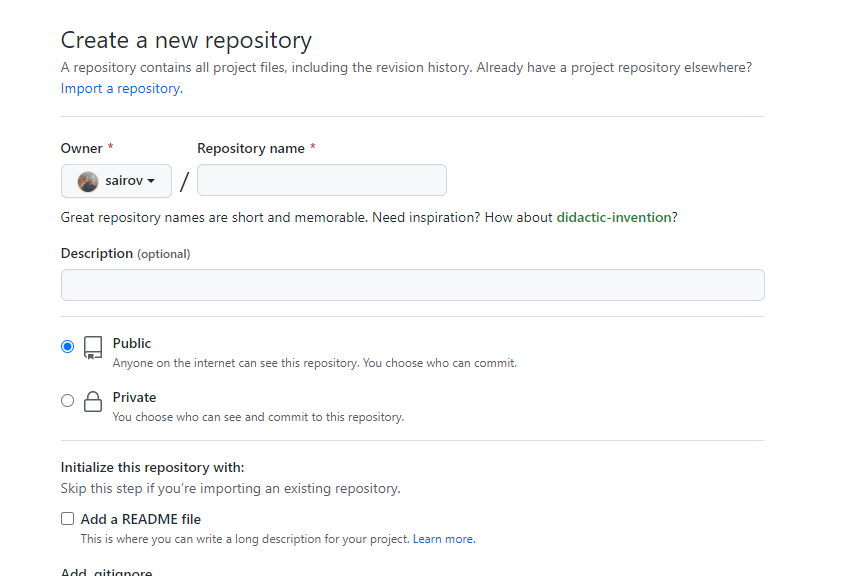 Create a new repository
A repository contains all project files, including the revision history. Already have a project repository elsewhere?
Import a repository.
Owner * Repository name *
sairov /
Great repository names are short and memorable. Need inspiration? How about didactic-invention?
Description (optional)
Public
Anyone on the internet can see this repository. You choose who can commit.
Private
You choose who can see and commit to this repository.
Initialize this repository with:
Skip this step if you’re importing an existing repository.
Add a README file
This is where you can write a long description for your project. Learn more.
Add .gitignore